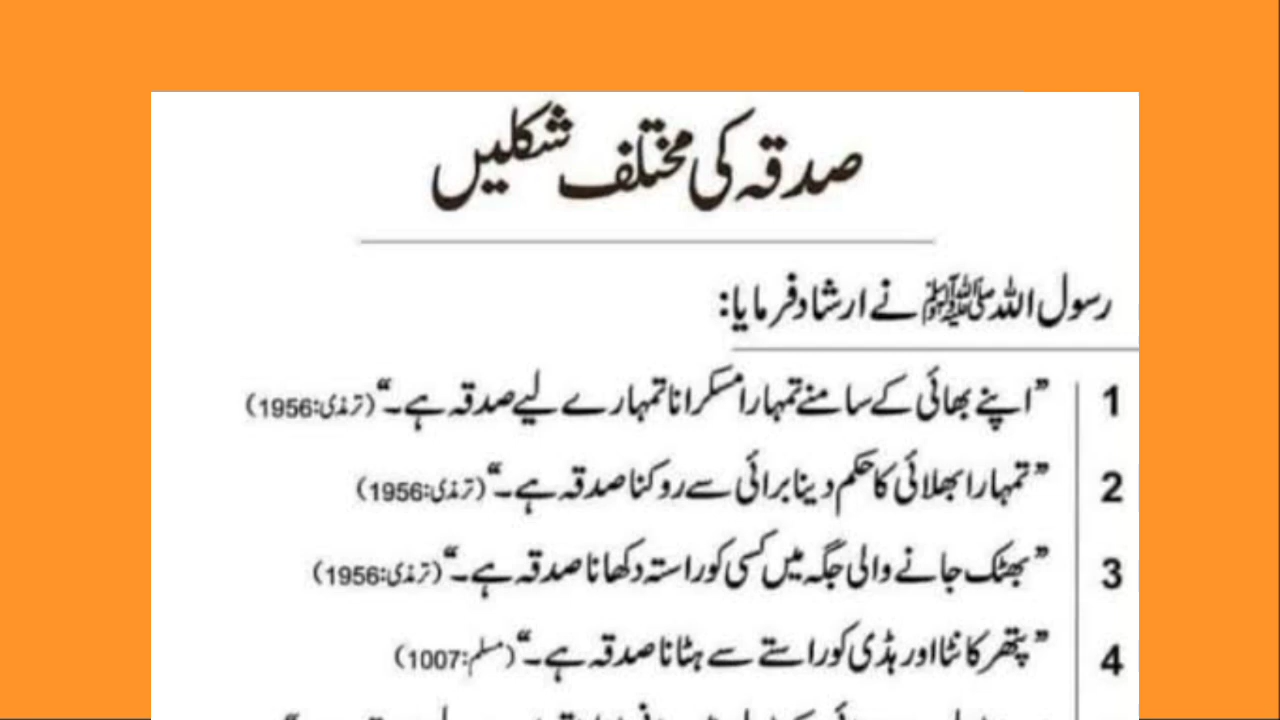 صدقہ کی مختلف شکلیں
رسول اللہ ﷺ نے ارشاد فرمایا:
1 ”اپنے بھائی کے سامنے تمہارا مسکرانا تمہارے لیے صدقہ ہے۔“ (ترمذی:1956)
2 ”تمہارا بھلائی کا حکم دینا برائی سے روکنا صدقہ ہے۔“ (ترمذی:1956)
3 ”بھٹک جانے والی جگہ میں کسی کو راستہ دکھانا صدقہ ہے۔“ (ترمذی:1956)
4 ”پتھر کانٹا اور ہڈی کو راستے سے ہٹانا صدقہ ہے۔“ (مسلم:1007)